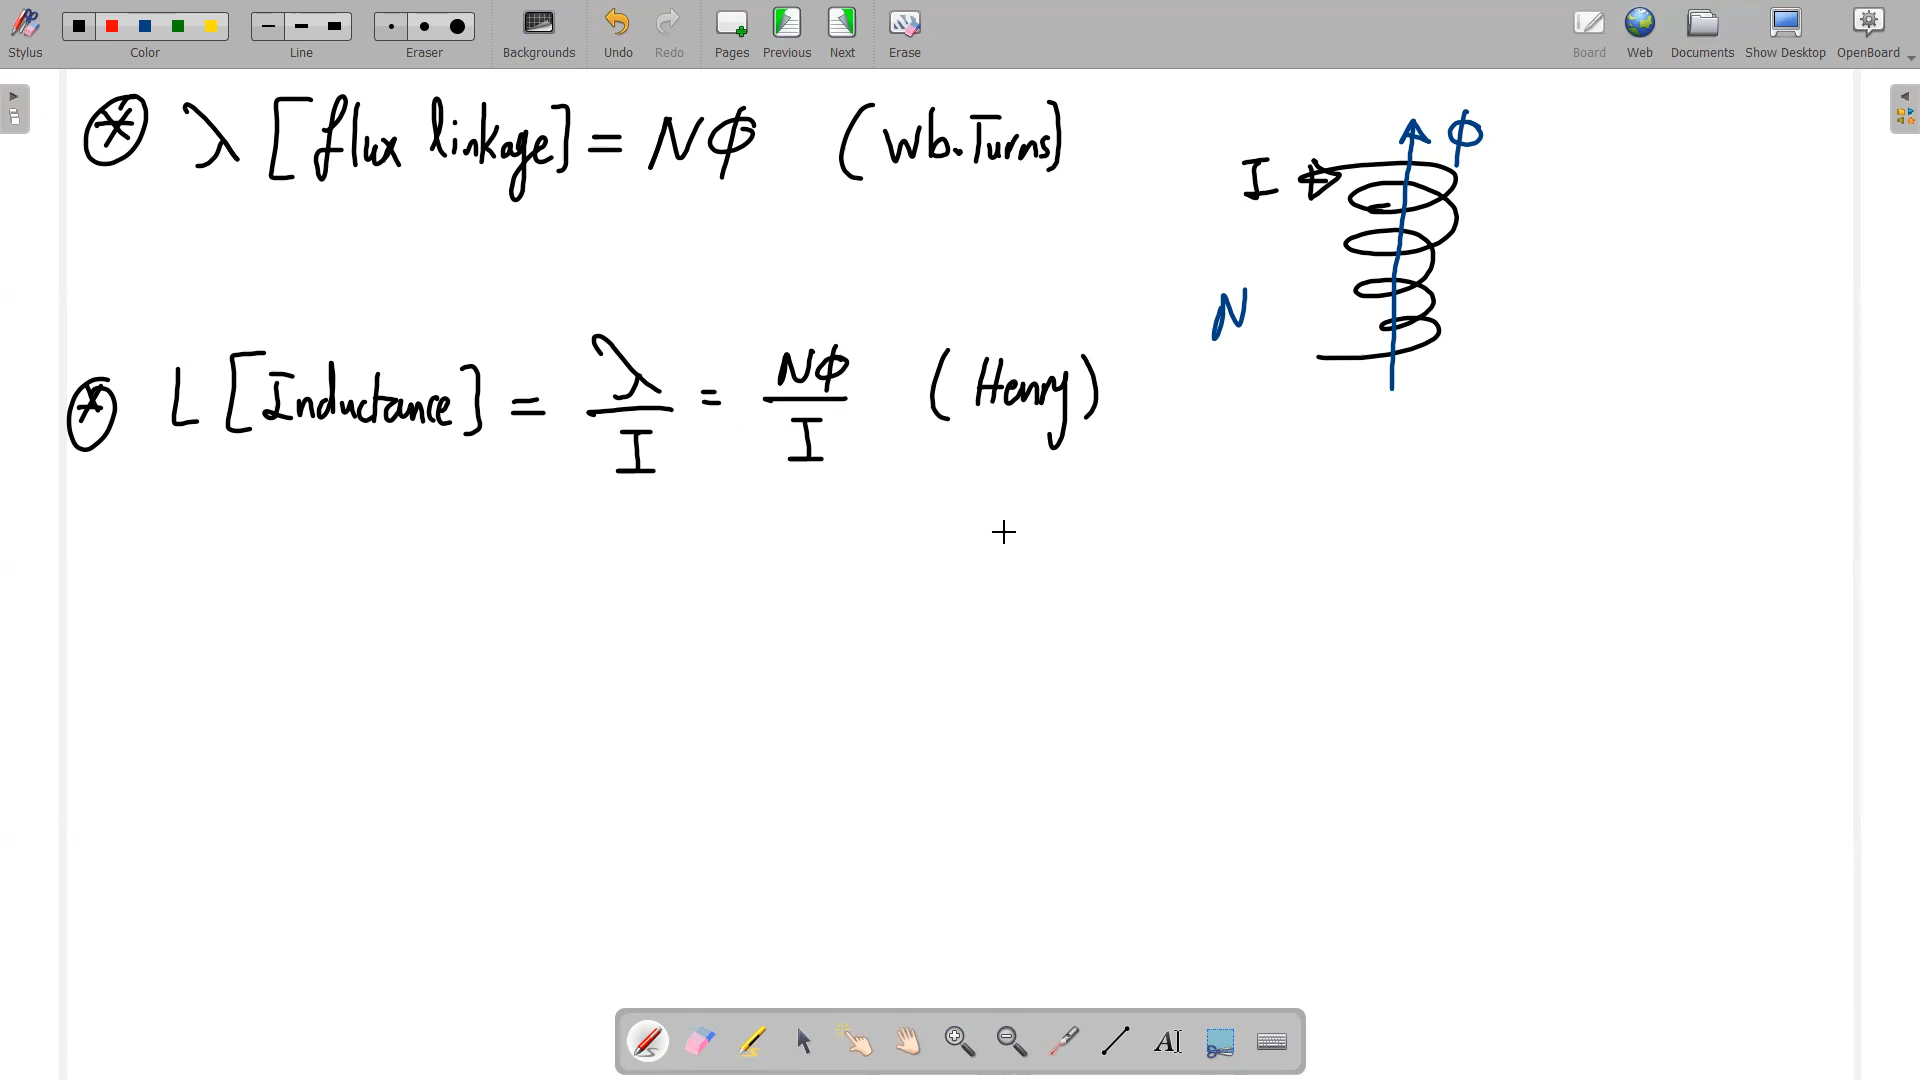 Stylus Color Line Eraser Backgrounds Undo Redo Pages Previous Next Erase Board Web Documents Show Desktop OpenBoard
λ [flux linkage] = Nϕ (Wb.Turns)
ϕ
I
N
L [Inductance] = λ/I = Nϕ/I (Henry)
AI